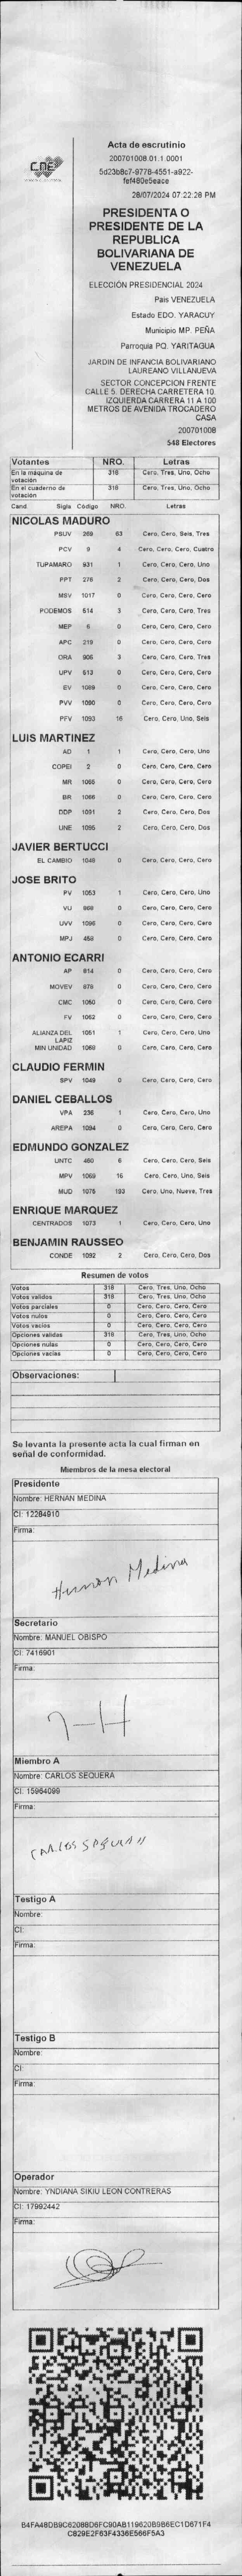 CNE
Acta de escrutinio
200701008.01.1.0001
5d23b8c7-9778-4551-a922-
fef480e5eace
28/07/2024 07:22:28 PM
PRESIDENTA O
PRESIDENTE DE LA
REPUBLICA
BOLIVARIANA DE
VENEZUELA
ELECCIÓN PRESIDENCIAL 2024
País VENEZUELA
Estado EDO. YARACUY
Municipio MP. PEÑA
Parroquia PQ. YARITAGUA
JARDIN DE INFANCIA BOLIVARIANO
LAUREANO VILLANUEVA
SECTOR CONCEPCION FRENTE
CALLE 5. DERECHA CARRETERA 10.
IZQUIERDA CARRERA 11 A 100
METROS DE AVENIDA TROCADERO
CASA
200701008
548 Electores
Votantes NRO. Letras
En la máquina de votación 318 Cero, Tres, Uno, Ocho
En el cuaderno de votación 318 Cero, Tres, Uno, Ocho
Cand Sigla Código NRO. Letras
NICOLAS MADURO
PSUV 269 63 Cero, Cero, Seis, Tres
PCV 9 4 Cero, Cero, Cero, Cuatro
TUPAMARO 931 1 Cero, Cero, Cero, Uno
PPT 276 2 Cero, Cero, Cero, Dos
MSV 1017 0 Cero, Cero, Cero, Cero
PODEMOS 514 3 Cero, Cero, Cero, Tres
MEP 6 0 Cero, Cero, Cero, Cero
APC 219 0 Cero, Cero, Cero, Cero
ORA 906 3 Cero, Cero, Cero, Tres
UPV 513 0 Cero, Cero, Cero, Cero
EV 1089 0 Cero, Cero, Cero, Cero
PVV 1090 0 Cero, Cero, Cero, Cero
PFV 1093 16 Cero, Cero, Uno, Seis
LUIS MARTINEZ
AD 1 1 Cero, Cero, Cero, Uno
COPEI 2 0 Cero, Cero, Cero, Cero
MR 1065 0 Cero, Cero, Cero, Cero
BR 1066 0 Cero, Cero, Cero, Cero
DDP 1091 2 Cero, Cero, Cero, Dos
UNE 1095 2 Cero, Cero, Cero, Dos
JAVIER BERTUCCI
EL CAMBIO 1048 0 Cero, Cero, Cero, Cero
JOSE BRITO
PV 1053 1 Cero, Cero, Cero, Uno
VU 868 0 Cero, Cero, Cero, Cero
UVV 1096 0 Cero, Cero, Cero, Cero
MPJ 458 0 Cero, Cero, Cero, Cero
ANTONIO ECARRI
AP 814 0 Cero, Cero, Cero, Cero
MOVEV 878 0 Cero, Cero, Cero, Cero
CMC 1050 0 Cero, Cero, Cero, Cero
FV 1052 0 Cero, Cero, Cero, Cero
ALIANZA DEL LAPIZ 1051 1 Cero, Cero, Cero, Uno
MIN UNIDAD 1068 0 Cero, Cero, Cero, Cero
CLAUDIO FERMIN
SPV 1049 0 Cero, Cero, Cero, Cero
DANIEL CEBALLOS
VPA 236 1 Cero, Cero, Cero, Uno
AREPA 1094 0 Cero, Cero, Cero, Cero
EDMUNDO GONZALEZ
UNTC 460 6 Cero, Cero, Cero, Seis
MPV 1069 16 Cero, Cero, Uno, Seis
MUD 1075 193 Cero, Uno, Nueve, Tres
ENRIQUE MARQUEZ
CENTRADOS 1073 1 Cero, Cero, Cero, Uno
BENJAMIN RAUSSEO
CONDE 1092 2 Cero, Cero, Cero, Dos
Resumen de votos
Votos 318 Cero, Tres, Uno, Ocho
Votos validos 318 Cero, Tres, Uno, Ocho
Votos parciales 0 Cero, Cero, Cero, Cero
Votos nulos 0 Cero, Cero, Cero, Cero
Votos vacios 0 Cero, Cero, Cero, Cero
Opciones validas 318 Cero, Tres, Uno, Ocho
Opciones nulas 0 Cero, Cero, Cero, Cero
Opciones vacias 0 Cero, Cero, Cero, Cero
Observaciones:
Se levanta la presente acta la cual firman en
señal de conformidad.
Miembros de la mesa electoral
Presidente
Nombre: HERNAN MEDINA
CI: 12284910
Firma:
Hernan Medina
Secretario
Nombre: MANUEL OBISPO
CI: 7416901
Firma:
Miembro A
Nombre: CARLOS SEQUERA
CI: 15964099
Firma:
CARLOS SEQUERA
Testigo A
Nombre:
CI:
Firma:
Testigo B
Nombre:
CI:
Firma:
Operador
Nombre: YNDIANA SIKIU LEON CONTRERAS
CI: 17992442
Firma:
B4FA48DB9C62088D6FC90AB119620B9B6EC1D671F4
C829E2F63F4336E566F5A3